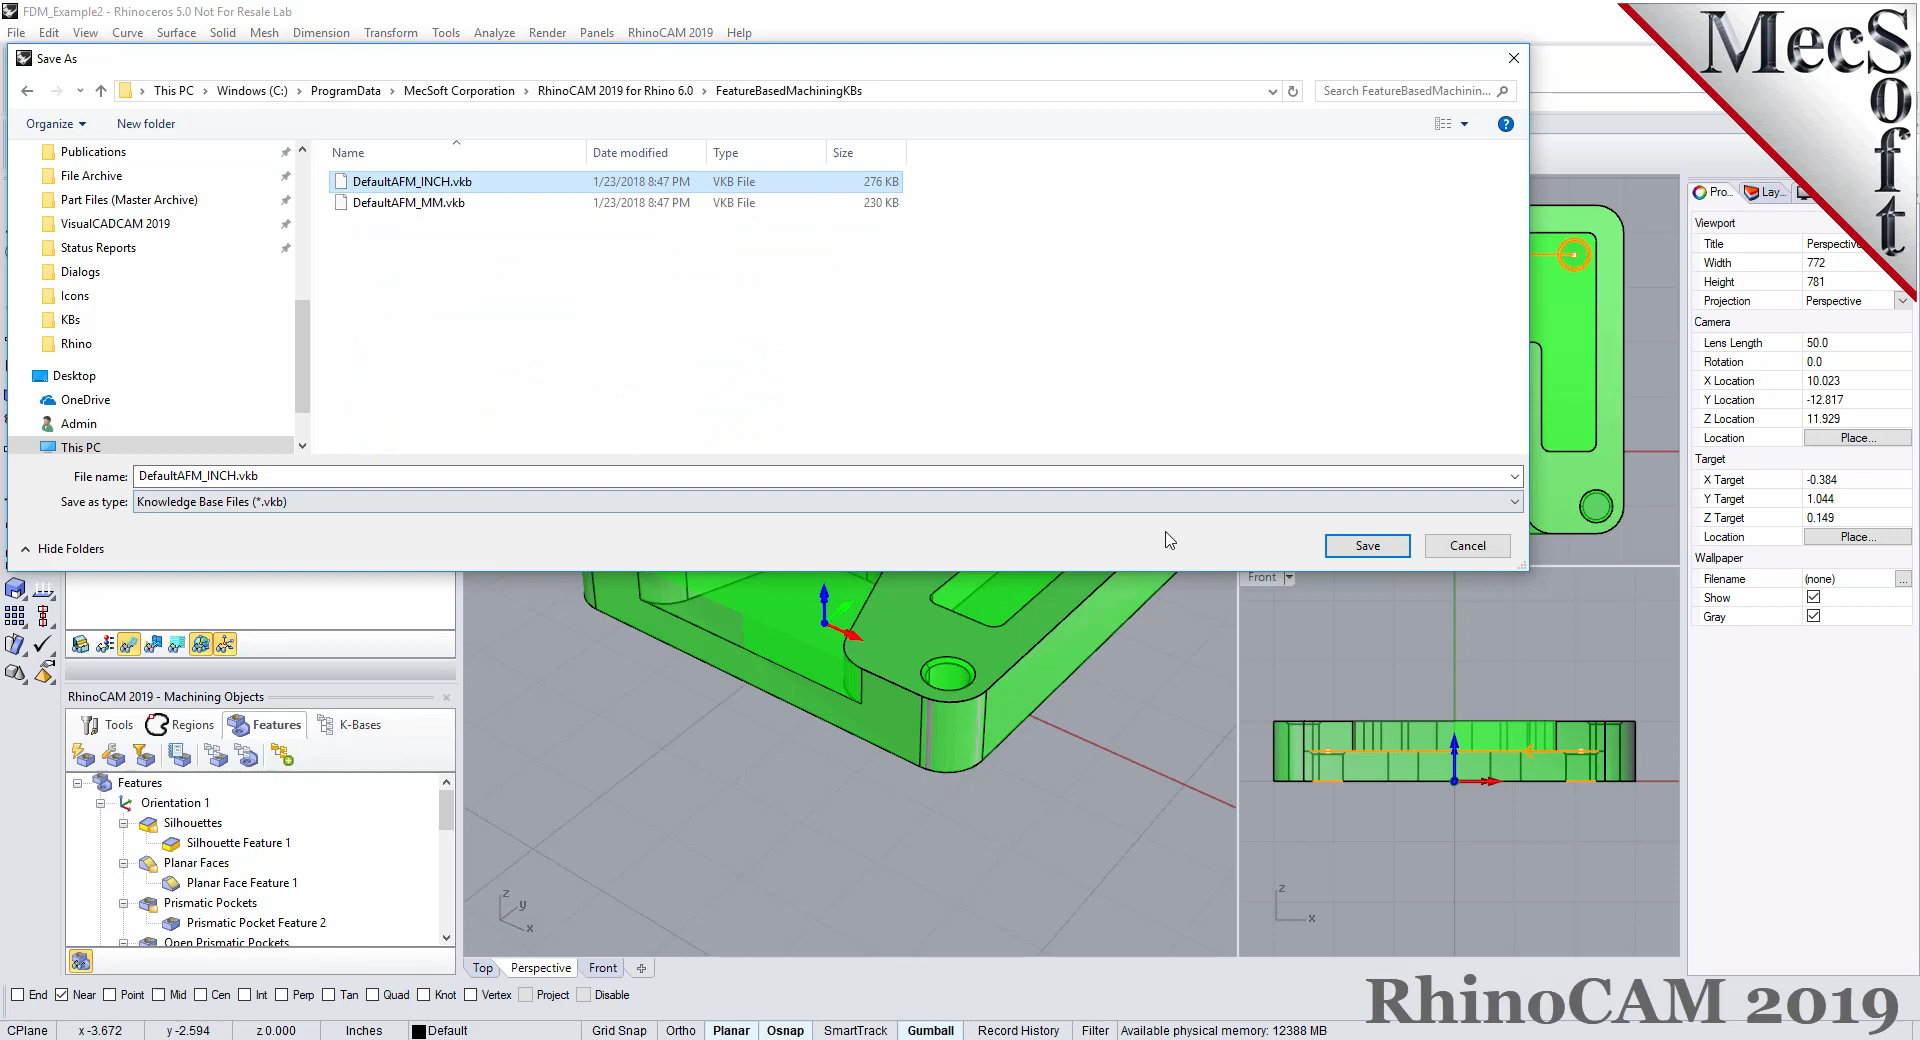 FDM_Example2 - Rhinoceros 5.0 Not For Resale Lab
File Edit View Curve Surface Solid Mesh Dimension Transform Tools Analyze Render Panels RhinoCAM 2019 Help
MecSoft
Save As
This PC > Windows (C:) > ProgramData > MecSoft Corporation > RhinoCAM 2019 for Rhino 6.0 > FeatureBasedMachiningKBs
Search FeatureBasedMachinin...
Organize New folder
Publications
File Archive
Part Files (Master Archive)
VisualCADCAM 2019
Status Reports
Dialogs
Icons
KBs
Rhino
Desktop
OneDrive
Admin
This PC
Name Date modified Type Size
DefaultAFM_INCH.vkb 1/23/2018 8:47 PM VKB File 276 KB
DefaultAFM_MM.vkb 1/23/2018 8:47 PM VKB File 230 KB
File name: DefaultAFM_INCH.vkb
Save as type: Knowledge Base Files (*.vkb)
Hide Folders
Save Cancel
Pro... Lay...
Viewport
Title Perspective
Width 772
Height 781
Projection Perspective
Camera
Lens Length 50.0
Rotation 0.0
X Location 10.023
Y Location -12.817
Z Location 11.929
Location Place...
Target
X Target -0.384
Y Target 1.044
Z Target 0.149
Location Place...
Wallpaper
Filename (none) ...
Show
Gray
Front
RhinoCAM 2019 - Machining Objects
Tools Regions Features K-Bases
Features
Orientation 1
Silhouettes
Silhouette Feature 1
Planar Faces
Planar Face Feature 1
Prismatic Pockets
Prismatic Pocket Feature 2
Open Prismatic Pockets
z
y
x
z
x
Top Perspective Front
End Near Point Mid Cen Int Perp Tan Quad Knot Vertex Project Disable
RhinoCAM 2019
CPlane x -3.672 y -2.594 z 0.000 Inches Default Grid Snap Ortho Planar Osnap SmartTrack Gumball Record History Filter Available physical memory: 12388 MB